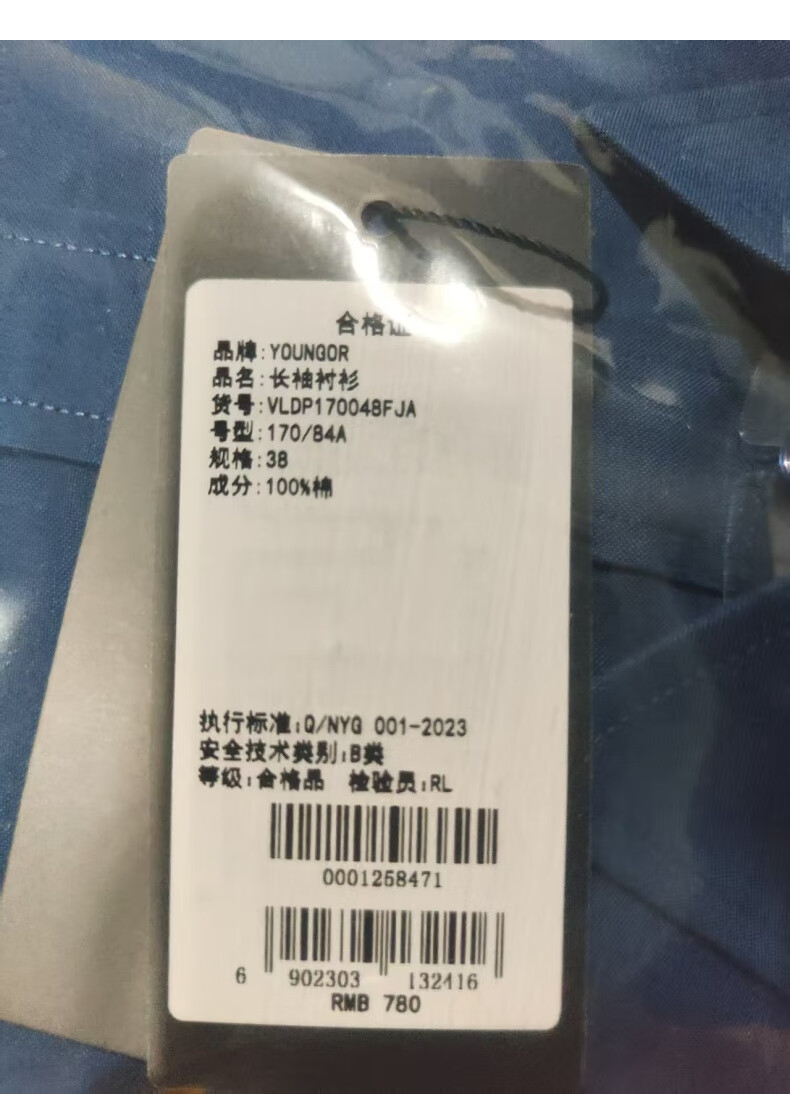 合格证
品牌:YOUNGOR
品名:长袖衬衫
货号:VLDP170048FJA
号型:170/84A
规格:38
成分:100%棉
执行标准:Q/NYG 001-2023
安全技术类别:B类
等级:合格品 检验员:RL
0001258471
6 902303 132416
RMB 780